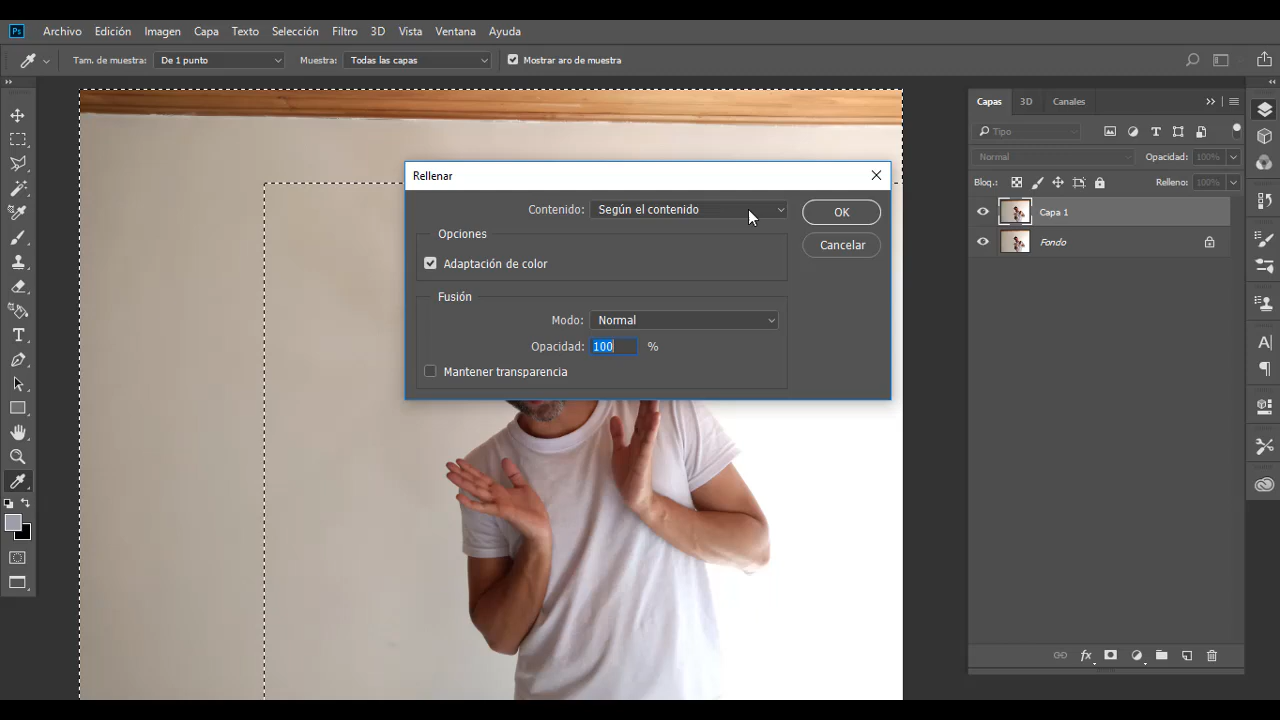 Ps Archivo Edición Imagen Capa Texto Selección Filtro 3D Vista Ventana Ayuda
Tam. de muestra: De 1 punto Muestra: Todas las capas Mostrar aro de muestra
Capas 3D Canales
Tipo
Normal Opacidad: 100%
Bloq.: Relleno: 100%
Capa 1
Fondo
Rellenar
Contenido: Según el contenido OK
Opciones
Cancelar
Adaptación de color
Fusión
Modo: Normal
Opacidad: 100 %
Mantener transparencia
fx